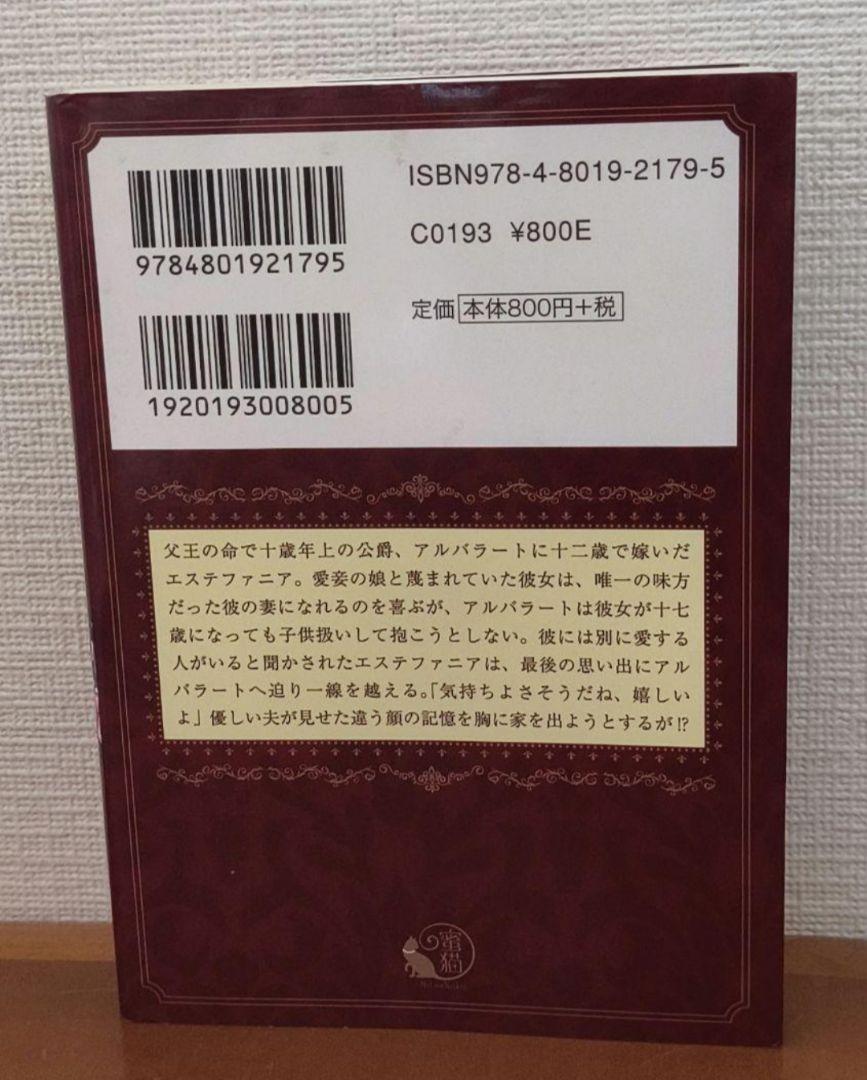 ISBN978-4-8019-2179-5
9784801921795
C0193 ¥800E
定価 本体800円+税
1920193008005
父王の命で十歳年上の公爵、アルバラートに十二歳で嫁いだ
エステファニア。愛妾の娘と蔑まれていた彼女は、唯一の味方
だった彼の妻になれるのを喜ぶが、アルバラートは彼女が十七
歳になっても子供扱いして抱こうとしない。彼には別に愛する
人がいると聞かされたエステファニアは、最後の思い出にアル
バラートへ迫り一線を越える。「気持ちよさそうだね、嬉しい
よ」優しい夫が見せた違う顔の記憶を胸に家を出ようとするが!?
蜜猫